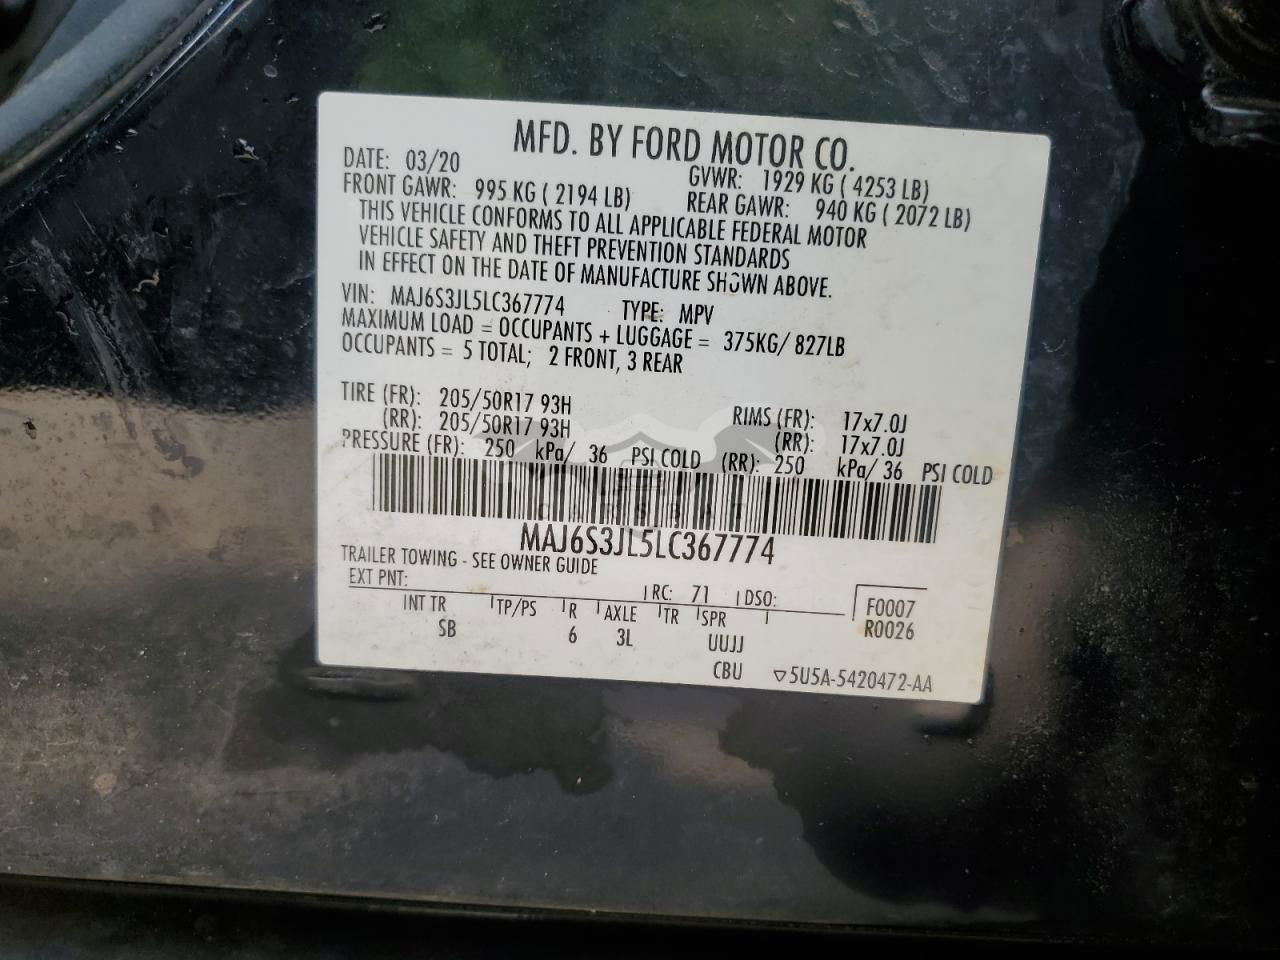 MFD. BY FORD MOTOR CO.
DATE: 03/20 GVWR: 1929 KG ( 4253 LB)
FRONT GAWR: 995 KG ( 2194 LB) REAR GAWR: 940 KG ( 2072 LB)
THIS VEHICLE CONFORMS TO ALL APPLICABLE FEDERAL MOTOR
VEHICLE SAFETY AND THEFT PREVENTION STANDARDS
IN EFFECT ON THE DATE OF MANUFACTURE SHOWN ABOVE.
VIN: MAJ6S3JL5LC367774 TYPE: MPV
MAXIMUM LOAD = OCCUPANTS + LUGGAGE = 375KG/ 827LB
OCCUPANTS = 5 TOTAL; 2 FRONT, 3 REAR
TIRE (FR): 205/50R17 93H RIMS (FR): 17x7.0J
(RR): 205/50R17 93H (RR): 17x7.0J
PRESSURE (FR): 250 kPa/ 36 PSI COLD (RR): 250 kPa/ 36 PSI COLD
MAJ6S3JL5LC367774
TRAILER TOWING - SEE OWNER GUIDE
EXT PNT: RC: 71 DSO: F0007
INT TR TP/PS R AXLE TR SPR R0026
SB 6 3L UUJJ
CBU 5U5A-5420472-AA